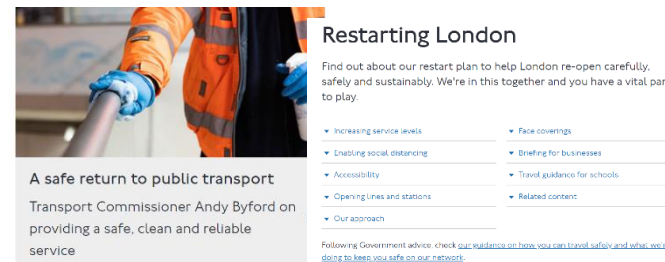 A safe return to public transport
Transport Commissioner Andy Byford on
providing a safe, clean and reliable
service
Restarting London
Find out about our restart plan to help London re-open carefully,
safely and sustainably. We're in this together and you have a vital par
to play.
Increasing service levels
Enabling social distancing
Accessibility
Opening lines and stations
Our approach
Face coverings
Briefing for businesses
Travel guidance for schools
Related content
Following Government advice, check our guidance on how you can travel safely and what we'r
doing to keep you safe on our network.